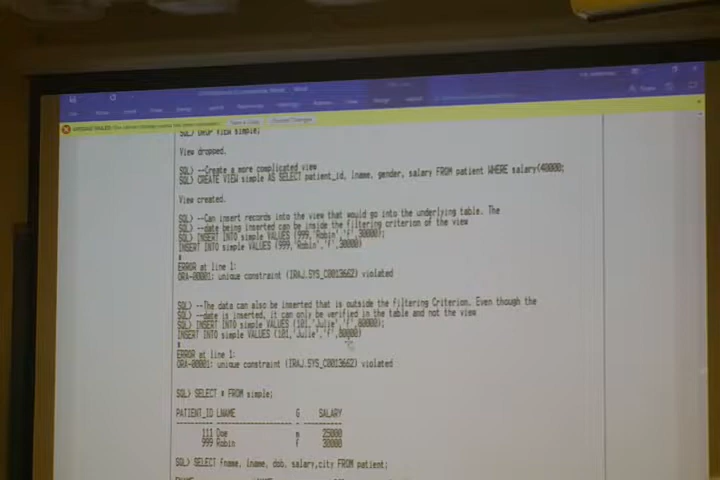 SQL> DROP VIEW simple;
View dropped.
SQL> --Create a more complicated view
SQL> CREATE VIEW simple AS SELECT patient_id, lname, gender, salary FROM patient WHERE salary<40000;
View created.
SQL> --Can insert records into the view that would go into the underlying table. The
SQL> --date being inserted can be inside the filtering criterion of the view
SQL> INSERT INTO simple VALUES (999,'Robin','f',30000);
INSERT INTO simple VALUES (999,'Robin','f',30000)
*
ERROR at line 1:
ORA-00001: unique constraint (IRAJ.SYS_C0013662) violated
SQL> --The data can also be inserted that is outside the filtering Criterion. Even though the
SQL> --date is inserted, it can only be verified in the table and not the view
SQL> INSERT INTO simple VALUES (101,'Julie','f',80000);
INSERT INTO simple VALUES (101,'Julie','f',80000)
*
ERROR at line 1:
ORA-00001: unique constraint (IRAJ.SYS_C0013662) violated
SQL> SELECT * FROM simple;
PATIENT_ID LNAME G SALARY
111 Doe m 25000
999 Robin f 30000
SQL> SELECT fname, lname, dob, salary,city FROM patient;